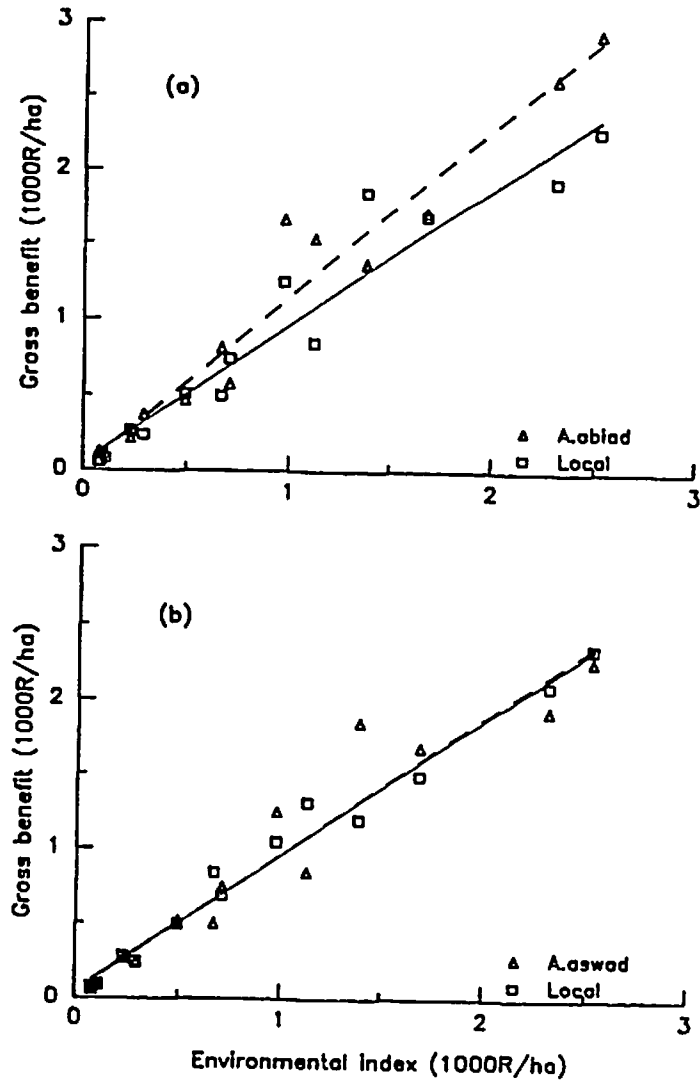 3
(a)
2
1
0
Gross benefit (1000R/ha)
A.abiad
Local
1
2
3
3
(b)
2
1
0
Gross benefit (1000R/ha)
A.aswad
Local
0
1
2
3
Environmental index (1000R/ha)